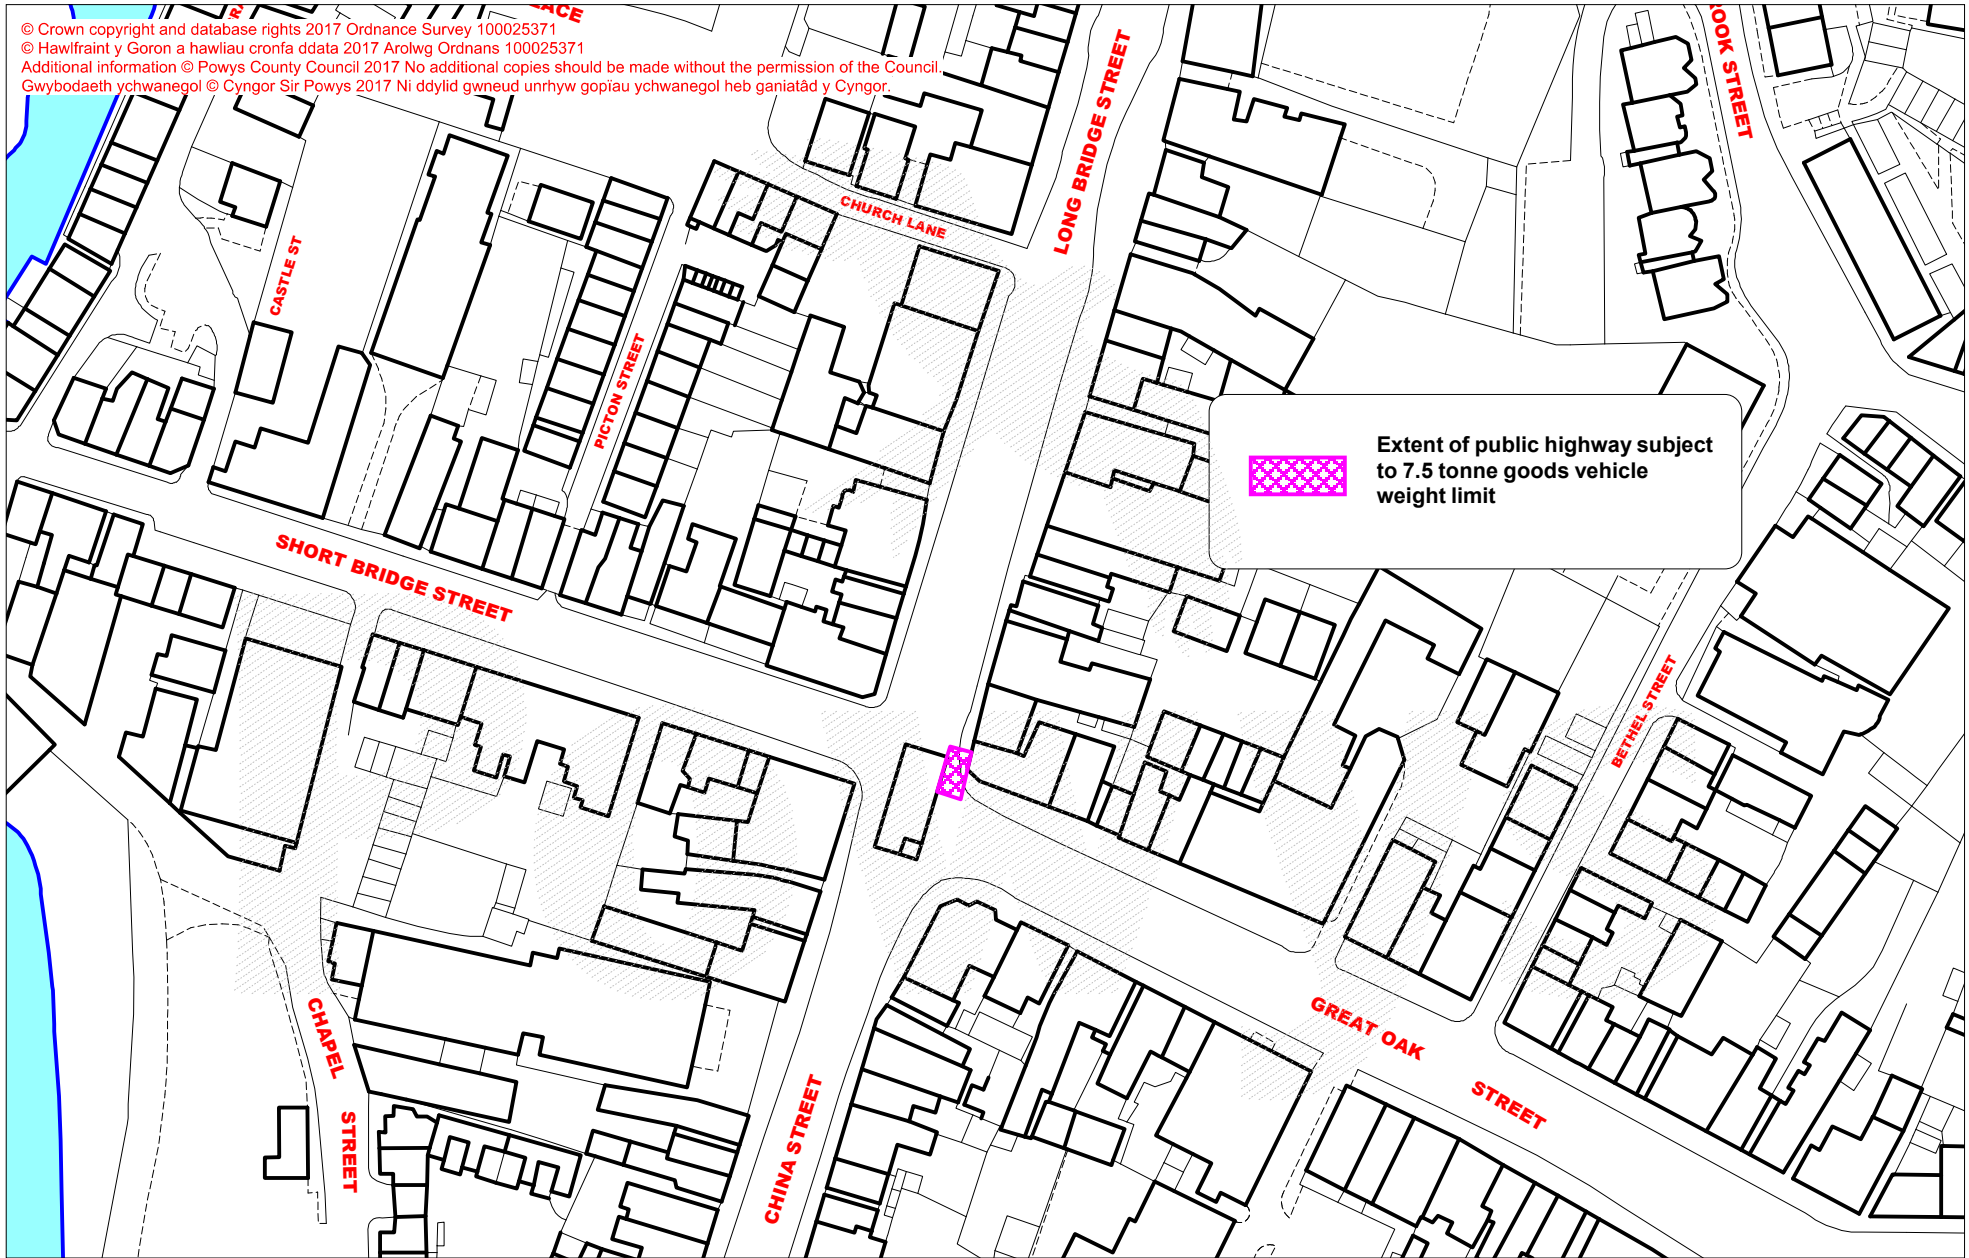 © Crown copyright and database rights 2017 Ordnance Survey 100025371
© Hawlfraint y Goron a hawliau cronfa ddata 2017 Arolwg Ordnans 100025371
Additional information © Powys County Council 2017 No additional copies should be made without the permission of the Council.
Gwybodaeth ychwanegol © Cyngor Sir Powys 2017 Ni ddylid gwneud unrhyw gopïau ychwanegol heb ganiatâd y Cyngor.
LACE
ROOK STREET
LONG BRIDGE STREET
CHURCH LANE
CASTLE ST
PICTON STREET
Extent of public highway subject
to 7.5 tonne goods vehicle
weight limit
SHORT BRIDGE STREET
BETHEL STREET
CHAPEL
STREET
CHINA STREET
GREAT OAK
STREET